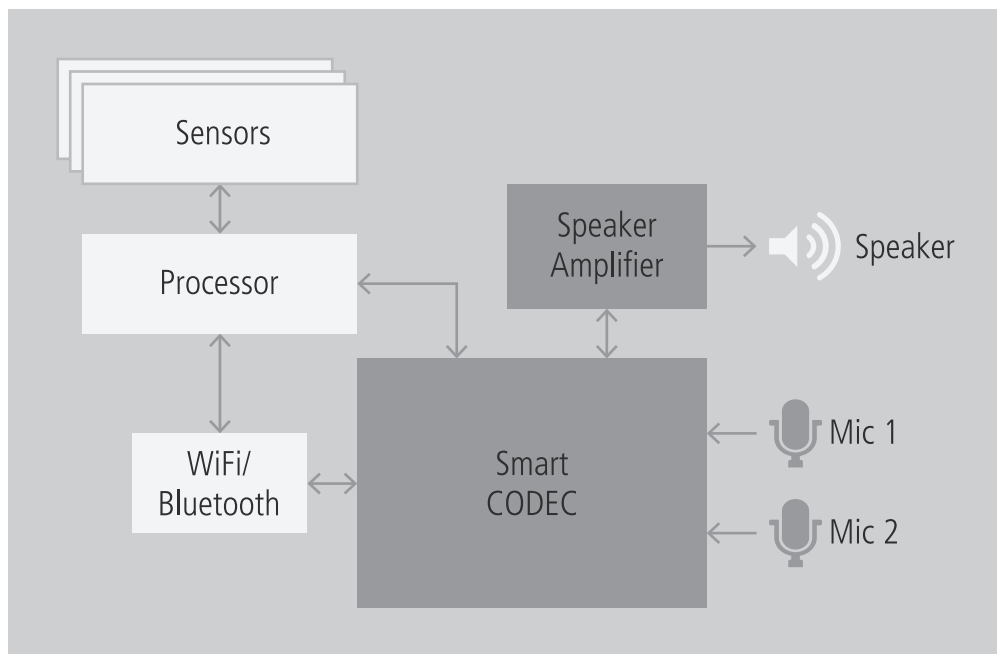 Sensors
Speaker
Amplifier
Speaker
Processor
WiFi/
Bluetooth
Smart
CODEC
Mic 1
Mic 2